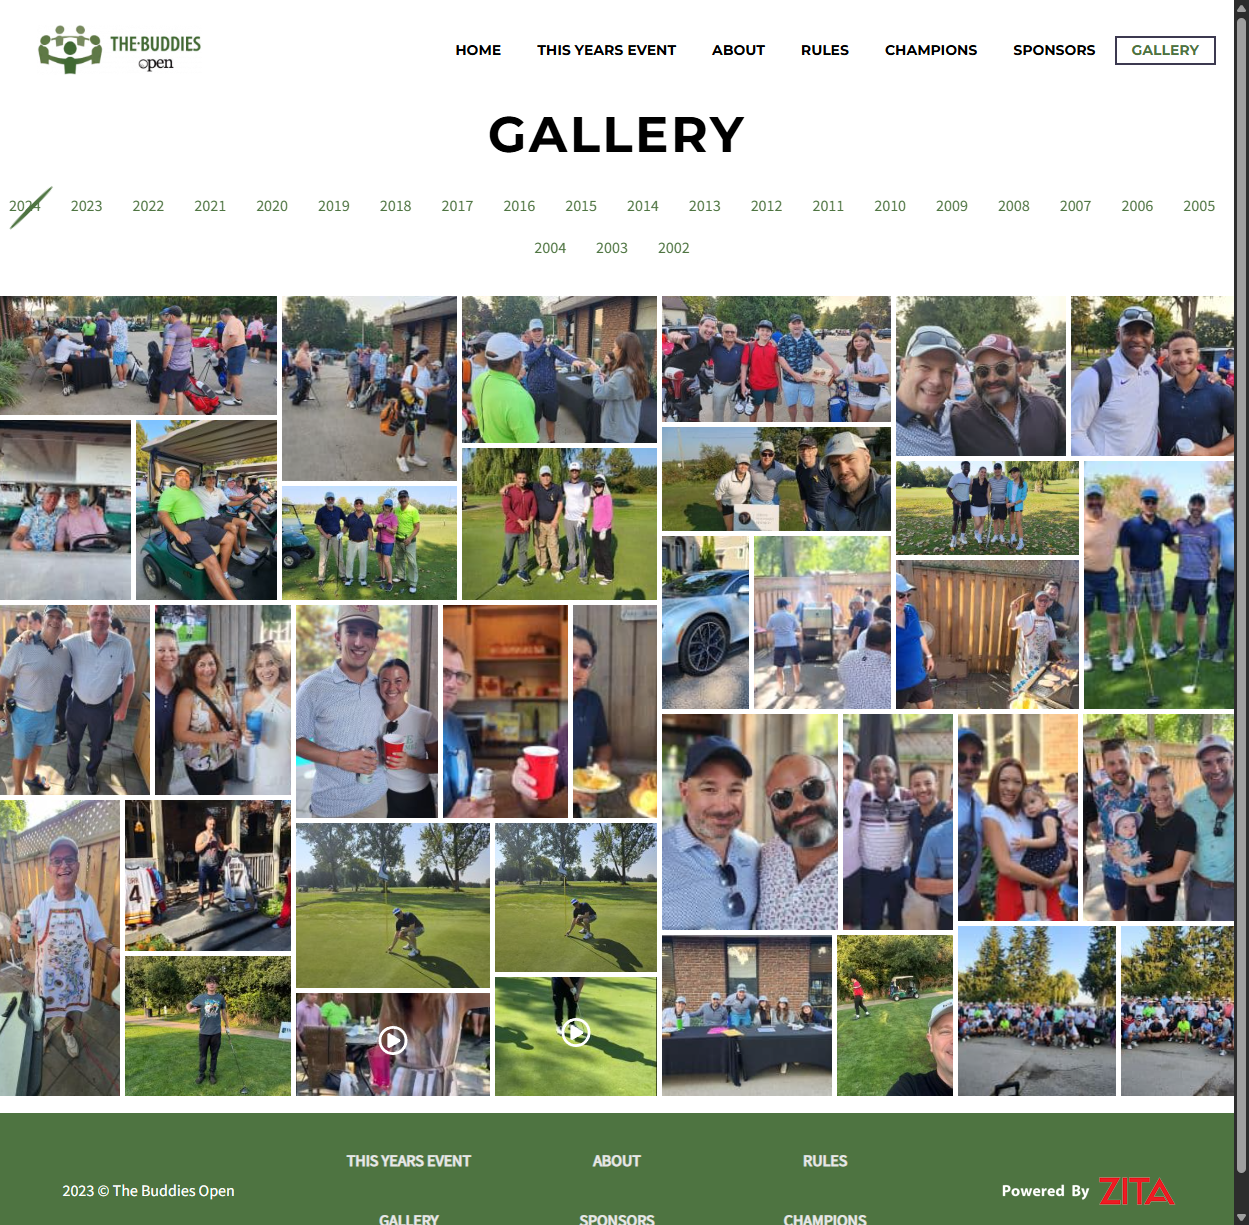 THE·BUDDIES
open
HOME
THIS YEARS EVENT
ABOUT
RULES
CHAMPIONS
SPONSORS
GALLERY
GALLERY
2024 2023 2022 2021 2020 2019 2018 2017 2016 2015 2014 2013 2012 2011 2010 2009 2008 2007 2006 2005
2004 2003 2002
4
17
THIS YEARS EVENT
ABOUT
RULES
2023 © The Buddies Open
Powered By ZITA
GALLERY
SPONSORS
CHAMPIONS